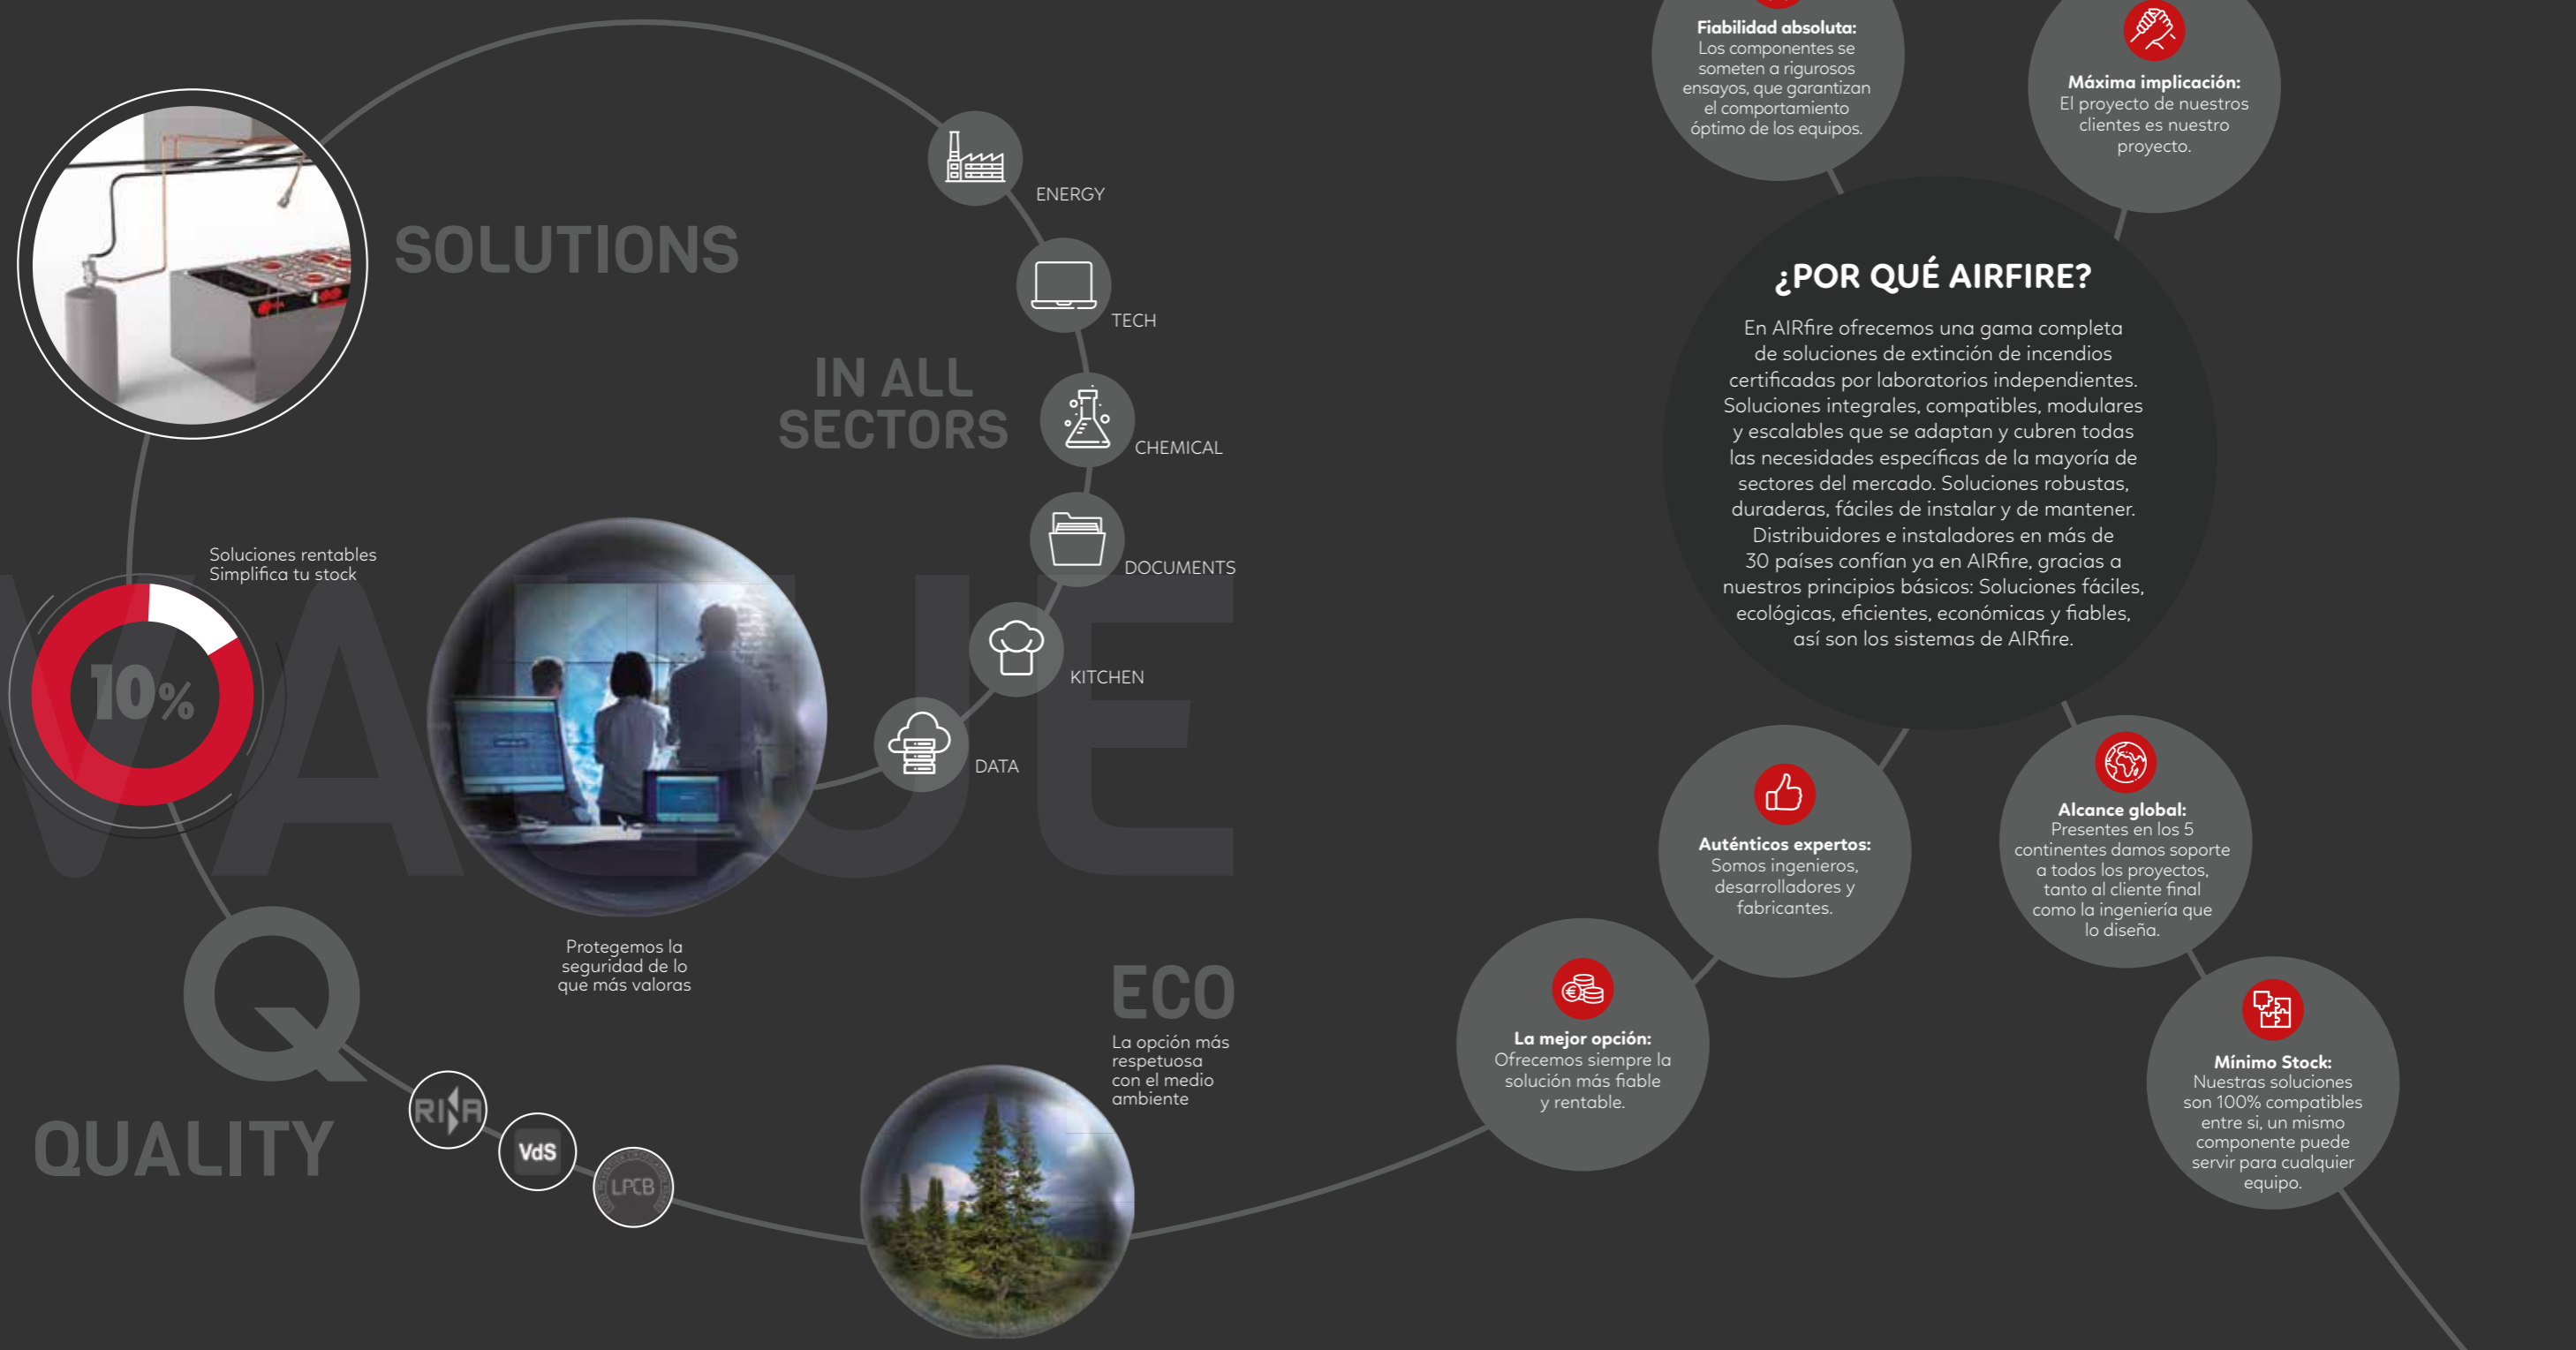 SOLUTIONS
ENERGY
TECH
IN ALL
SECTORS
CHEMICAL
DOCUMENTS
KITCHEN
DATA
Soluciones rentables
Simplifica tu stock
10%
VALUE
Protegemos la
seguridad de lo
que más valoras
Q
QUALITY
RINA
VdS
LPCB
ECO
La opción más
respetuosa
con el medio
ambiente
Fiabilidad absoluta:
Los componentes se
someten a rigurosos
ensayos, que garantizan
el comportamiento
óptimo de los equipos.
Máxima implicación:
El proyecto de nuestros
clientes es nuestro
proyecto.
¿POR QUÉ AIRFIRE?
En AIRfire ofrecemos una gama completa
de soluciones de extinción de incendios
certificadas por laboratorios independientes.
Soluciones integrales, compatibles, modulares
y escalables que se adaptan y cubren todas
las necesidades específicas de la mayoría de
sectores del mercado. Soluciones robustas,
duraderas, fáciles de instalar y de mantener.
Distribuidores e instaladores en más de
30 países confían ya en AIRfire, gracias a
nuestros principios básicos: Soluciones fáciles,
ecológicas, eficientes, económicas y fiables,
así son los sistemas de AIRfire.
Auténticos expertos:
Somos ingenieros,
desarrolladores y
fabricantes.
Alcance global:
Presentes en los 5
continentes damos soporte
a todos los proyectos,
tanto al cliente final
como la ingeniería que
lo diseña.
La mejor opción:
Ofrecemos siempre la
solución más fiable
y rentable.
Mínimo Stock:
Nuestras soluciones
son 100% compatibles
entre si, un mismo
componente puede
servir para cualquier
equipo.